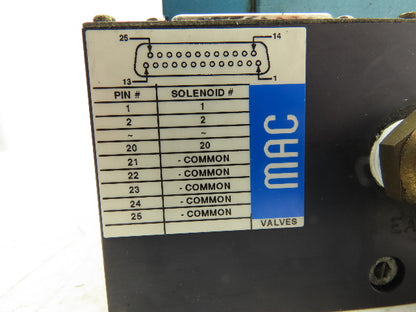 25 14
13 1
PIN # SOLENOID #
1 1
2 2
~ ~
20 20
21 - COMMON
22 - COMMON
23 - COMMON
24 - COMMON
25 - COMMON
MAC
VALVES